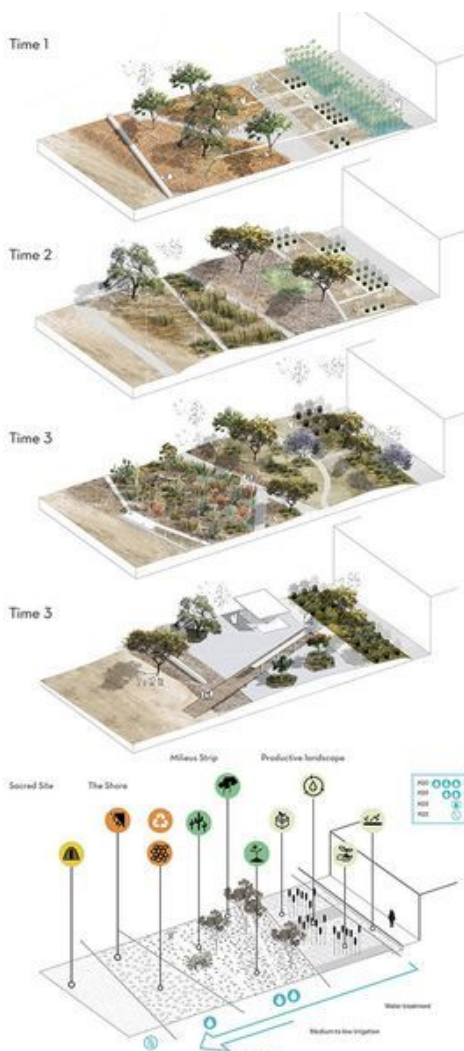 Time 1
Time 2
Time 3
Time 3
Milieus Strip
Productive landscape
Sacred Site
The Shore
Water treatment
Medium to low irrigation